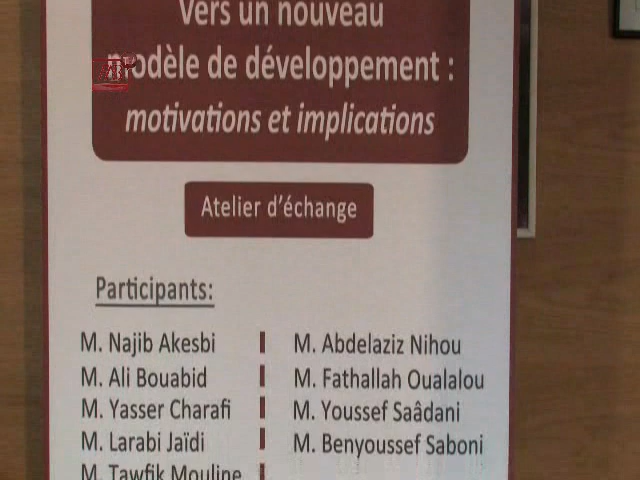 Vers un nouveau
modèle de développement :
motivations et implications
Atelier d'échange
Participants:
M. Najib Akesbi
M. Ali Bouabid
M. Yasser Charafi
M. Larabi Jaïdi
M. Tawfik Mouline
M. Abdelaziz Nihou
M. Fathallah Oualalou
M. Youssef Saâdani
M. Benyoussef Saboni